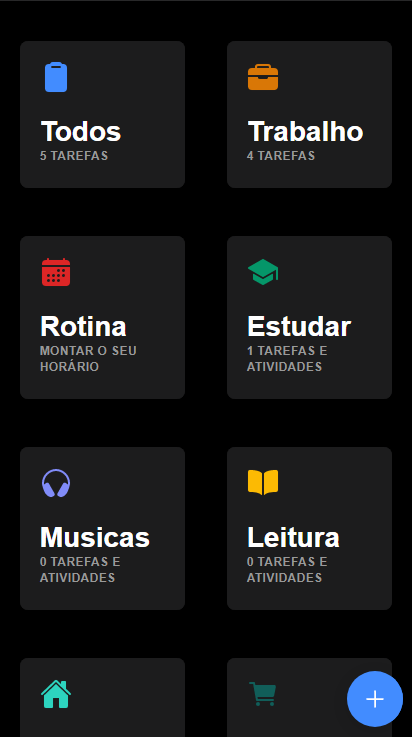 Todos
5 TAREFAS
Trabalho
4 TAREFAS
Rotina
MONTAR O SEU
HORÁRIO
Estudar
1 TAREFAS E
ATIVIDADES
Musicas
0 TAREFAS E
ATIVIDADES
Leitura
0 TAREFAS E
ATIVIDADES